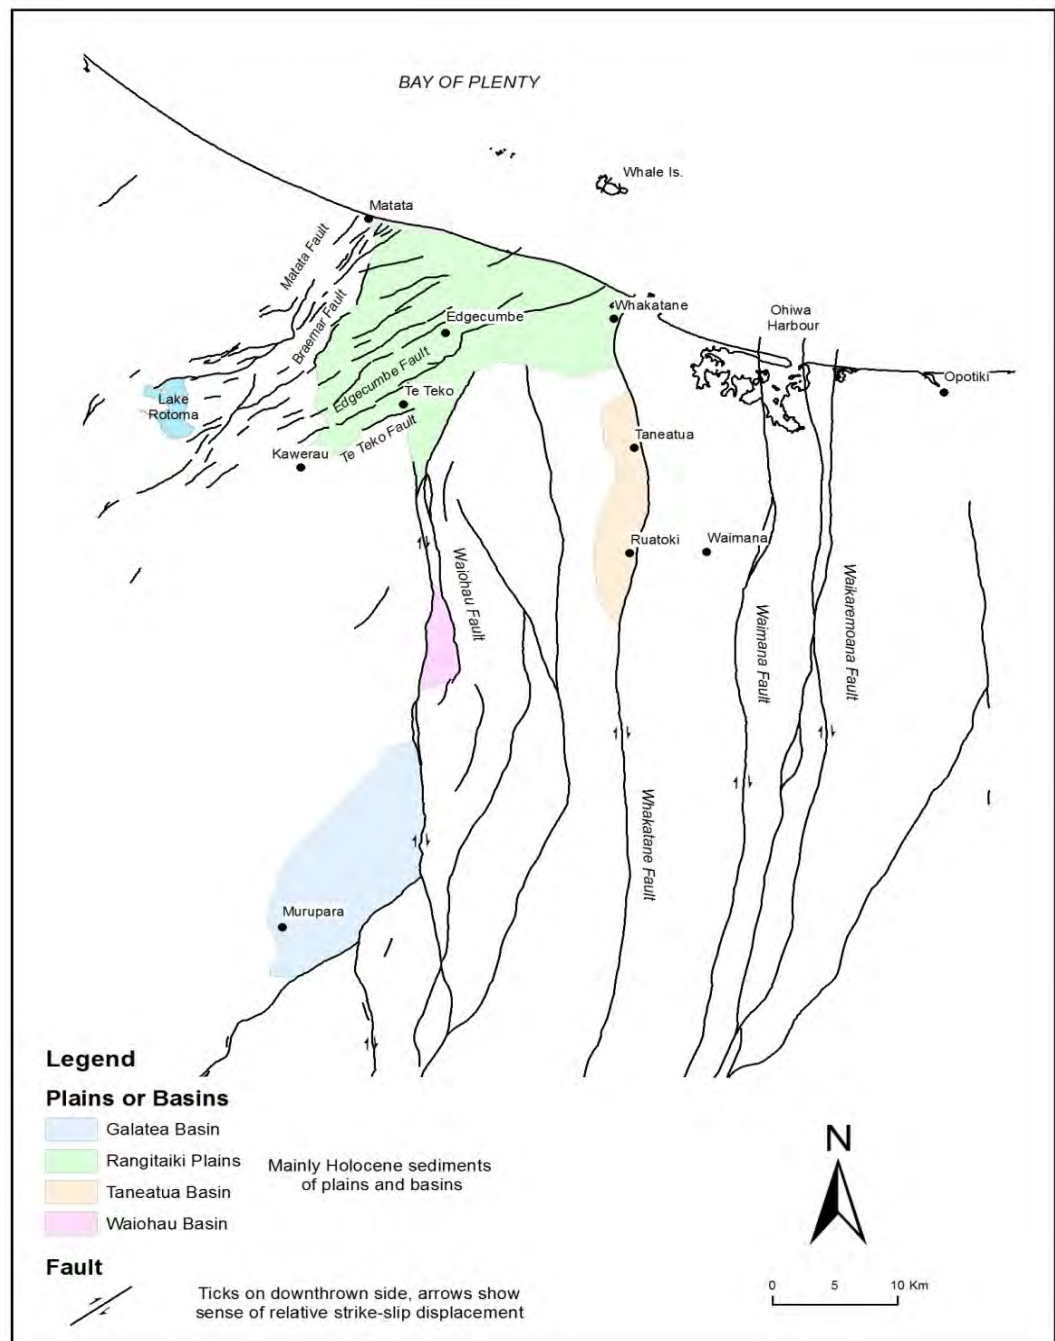 BAY OF PLENTY
Whale Is.
Matata
Matata Fault
Braemar Fault
Whakatane
Ohiwa
Harbour
Edgecumbe
Edgecumbe Fault
Opotiki
Lake
Rotoma
Te Teko
Te Teko Fault
Kawerau
Taneatua
Ruatoki
Waimana
Waiohau Fault
Waimana Fault
Waikaremoana Fault
Whakatane Fault
Murupara
Legend
Plains or Basins
Galatea Basin
Rangitaiki Plains
Taneatua Basin
Waiohau Basin
Mainly Holocene sediments
of plains and basins
Fault
Ticks on downthrown side, arrows show
sense of relative strike-slip displacement
N
0 5 10 Km